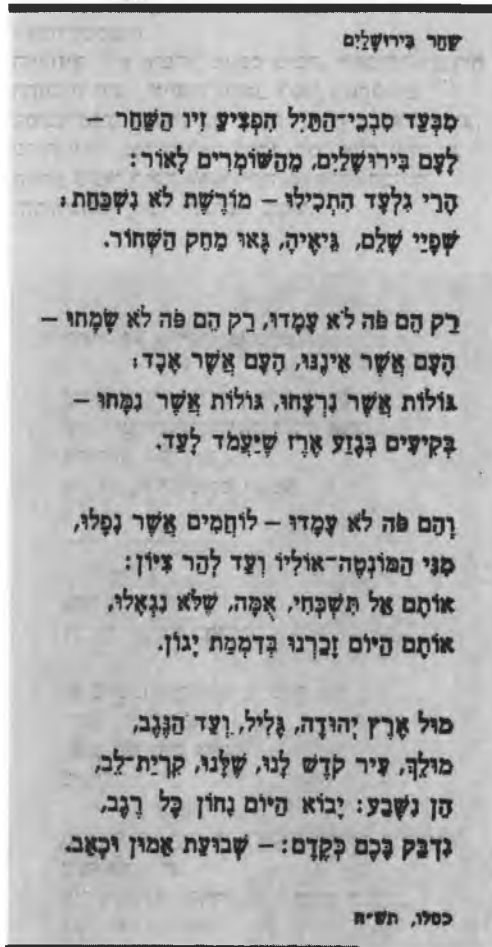 שַׁחַר בִּירוּשָׁלַיִם
מִבְּעַד סִבְכֵי־הַתַּיִל הִפְצִיעַ זִיו הַשַּׁחַר –
לָעָם בִּירוּשָׁלַיִם, מֵהַשּׁוֹמְרִים לָאוֹר:
הָרֵי גִלְעָד הִתְכִילוּ – מוֹרֶשֶׁת לֹא נִשְׁכַּחַת;
שְׁפָיֵי שָׁלֵם, גֵּיאֶיהָ, גָּאוּ מֵחֵק הַשְּׁחוֹר.
רַק הֵם פֹּה לֹא עָמָדוּ, רַק הֵם פֹּה לֹא שָׂמָחוּ –
הָעָם אֲשֶׁר אֵינֶנּוּ, הָעָם אֲשֶׁר אָבָד;
גּוֹלוֹת אֲשֶׁר נִרְצָחוּ, גּוֹלוֹת אֲשֶׁר נִמָּחוּ –
בְּקִיעִים בְּגֶזַע אֶרֶז שֶׁיַּעֲמֹד לָעַד.
וְהֵם פֹּה לֹא עָמָדוּ – לוֹחֲמִים אֲשֶׁר נָפָלוּ,
מִנִּי הַמּוֹנְטֶה־אוֹלִיוֹ וְעַד לְהַר צִיּוֹן:
אוֹתָם אַל תִּשְׁכְּחִי, אֻמָּה, שֶׁלֹּא נִגְאָלוּ,
אוֹתָם הַיּוֹם זָכַרְנוּ בְּדִמְמַת יָגוֹן.
מוּל אֶרֶץ יְהוּדָה, גָּלִיל, וְעַד הַנֶּגֶב,
מוּלֵךְ, עִיר קֹדֶשׁ לָנוּ, שֶׁלָּנוּ, קִרְיַת־לֵב,
הֵן נִשָּׁבַע: יָבוֹא הַיּוֹם נָחוֹן כָּל רֶגֶב,
נִדְבַּק בָּכֶם כְּקֶדֶם: – שְׁבוּעַת אֵמוּן וּכְאֵב.
כסלו, תש״ח